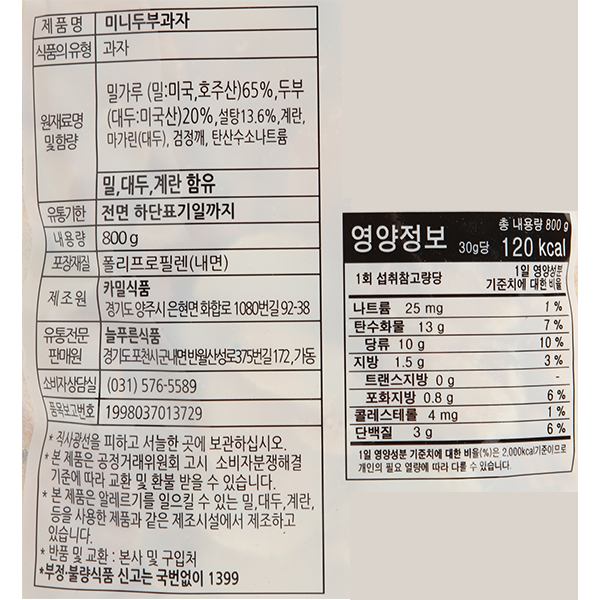 제품명 미니두부과자
식품의유형 과자
원재료명 및함량
밀가루 (밀:미국,호주산)65%,두부
(대두:미국산)20%,설탕13.6%,계란,
마가린(대두), 검정깨, 탄산수소나트륨
밀,대두,계란 함유
유통기한 전면 하단표기일까지
내용량 800g
포장재질 폴리프로필렌(내면)
제조원 카밀식품
경기도 양주시 은현면 화합로 1080번길 92-38
유통전문판매원 늘푸른식품
경기도포천시군내면반월산성로375번길172,가동
소비자상담실 (031) 576-5589
품목보고번호 1998037013729
* 직사광선을 피하고 서늘한 곳에 보관하십시오.
* 본 제품은 공정거래위원회 고시 소비자분쟁해결
기준에 따라 교환 및 환불 받을 수 있습니다.
* 본 제품은 알레르기를 일으킬 수 있는 밀,대두,계란,
등을 사용한 제품과 같은 제조시설에서 제조하고
있습니다.
* 반품 및 교환 : 본사 및 구입처
*부정·불량식품 신고는 국번없이 1399
영양정보 총 내용량 800 g
30g당 120 kcal
1회 섭취참고량당 1일 영양성분
기준치에 대한 비율
나트륨 25 mg 1 %
탄수화물 13 g 7 %
당류 10 g 10 %
지방 1.5 g 3 %
트랜스지방 0 g -
포화지방 0.8 g 6 %
콜레스테롤 4 mg 1 %
단백질 3 g 6 %
1일 영양성분 기준치에 대한 비율(%)은 2,000kcal기준이므로
개인의 필요 열량에 따라 다를 수 있습니다.